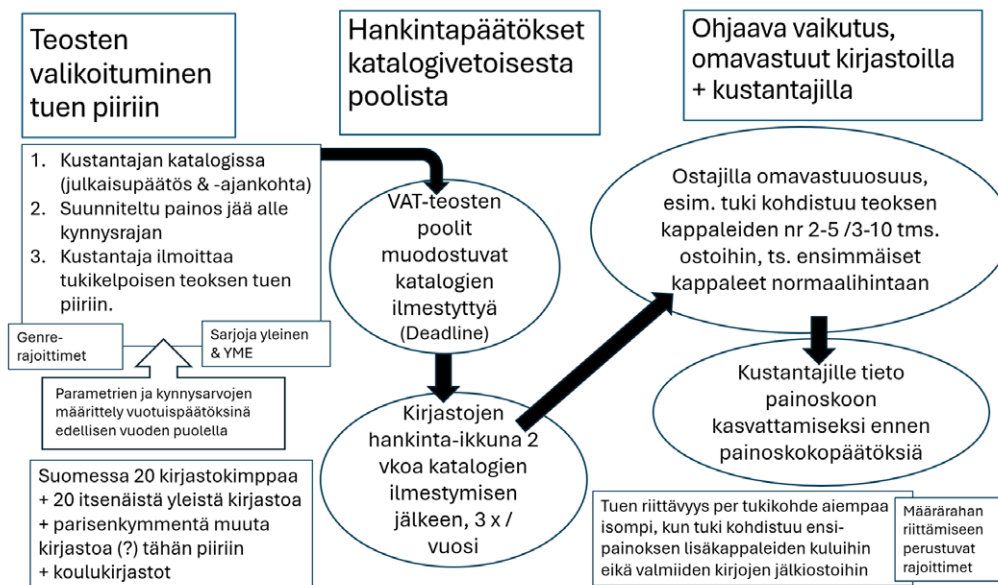 Teosten
valikoituminen
tuen piiriin
1. Kustantajan katalogissa
(julkaisupäätös & -ajankohta)
2. Suunniteltu painos jää alle
kynnysrajan
3. Kustantaja ilmoittaa
tukikelpoisen teoksen tuen
piiriin.
Genre-
rajoittimet
Sarjoja yleinen
& YME
Parametrien ja kynnysarvojen
määrittely vuotuispäätöksinä
edellisen vuoden puolella
Suomessa 20 kirjastokimppaa
+ 20 itsenäistä yleistä kirjastoa
+ parisenkymmentä muuta
kirjastoa (?) tähän piiriin
+ koulukirjastot
Hankintapäätökset
katalogivetoisesta
poolista
VAT-teosten
poolit
muodostuvat
katalogien
ilmestyttyä
(Deadline)
Kirjastojen
hankinta-ikkuna 2
vkoa katalogien
ilmestymisen
jälkeen, 3 x /
vuosi
Ohjaava vaikutus,
omavastuut kirjastoilla
+ kustantajilla
Ostajilla omavastuuosuus,
esim. tuki kohdistuu teoksen
kappaleiden nr 2-5 /3-10 tms.
ostoihin, ts. ensimmäiset
kappaleet normaalihintaan
Kustantajille tieto
painoskoon
kasvattamiseksi ennen
painoskokopäätöksiä
Tuen riittävyys per tukikohde aiempaa
isompi, kun tuki kohdistuu ensi-
painoksen lisäkappaleiden kuluihin
eikä valmiiden kirjojen jälkiostoihin
Määrärahan
riittämiseen
perustuvat
rajoittimet